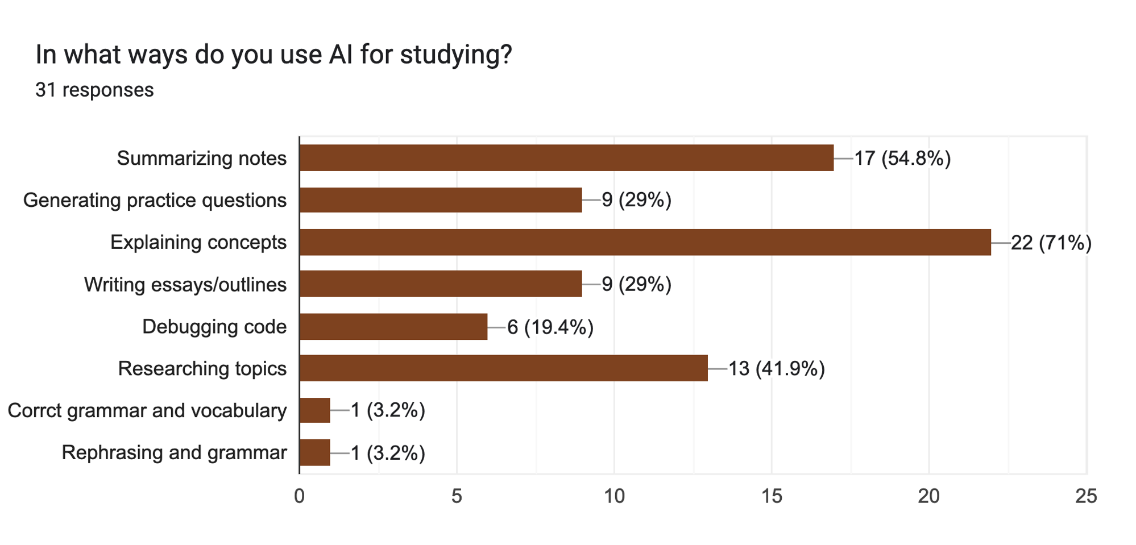 In what ways do you use AI for studying?
31 responses
Summarizing notes 17 (54.8%)
Generating practice questions 9 (29%)
Explaining concepts 22 (71%)
Writing essays/outlines 9 (29%)
Debugging code 6 (19.4%)
Researching topics 13 (41.9%)
Corrct grammar and vocabulary 1 (3.2%)
Rephrasing and grammar 1 (3.2%)
0 5 10 15 20 25